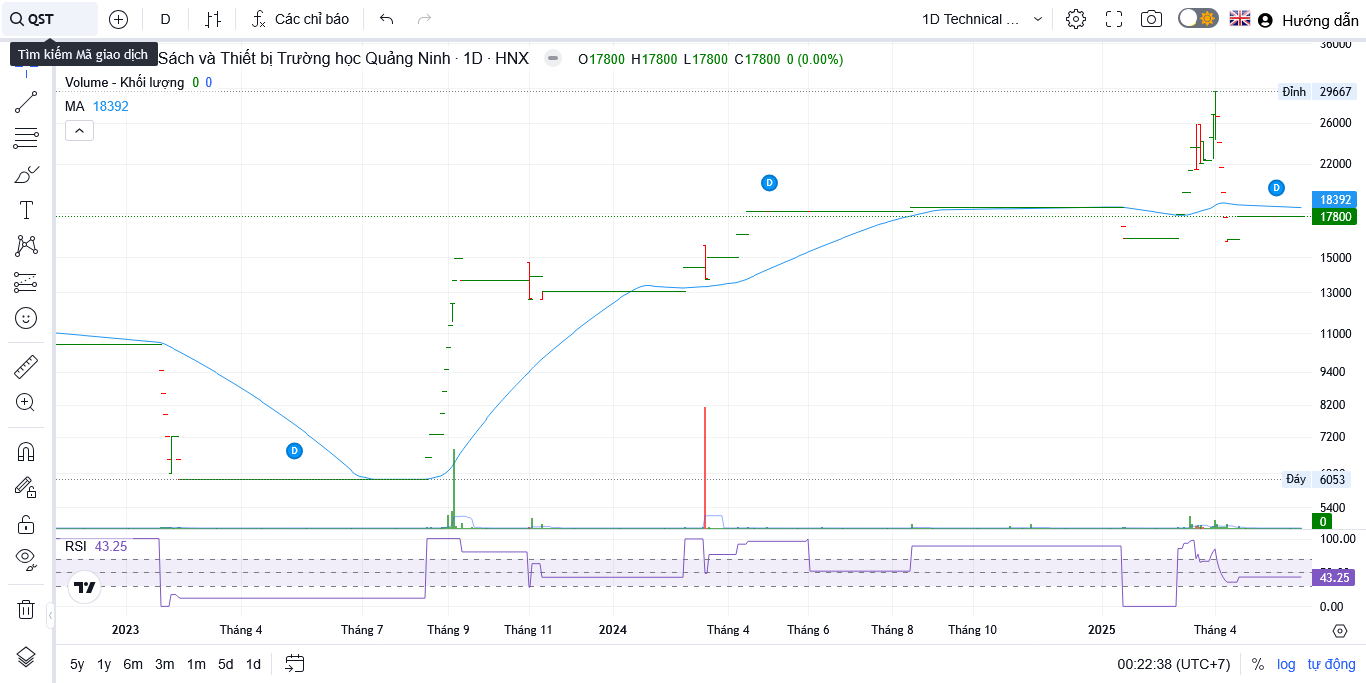 QST
D
Các chỉ báo
1D Technical ...
Hướng dẫn
Tìm kiếm Mã giao dịch
Sách và Thiết bị Trường học Quảng Ninh · 1D · HNX
O17800 H17800 L17800 C17800 0 (0.00%)
Volume - Khối lượng 0 0
MA 18392
36000
Đỉnh 29667
26000
22000
D
D
18392
17800
15000
13000
11000
9400
8200
7200
D
Đáy 6053
5400
0
RSI 43.25
100.00
43.25
0.00
2023
Tháng 4
Tháng 7
Tháng 9
Tháng 11
2024
Tháng 4
Tháng 6
Tháng 8
Tháng 10
2025
Tháng 4
5y 1y 6m 3m 1m 5d 1d
00:22:38 (UTC+7)
% log tự động